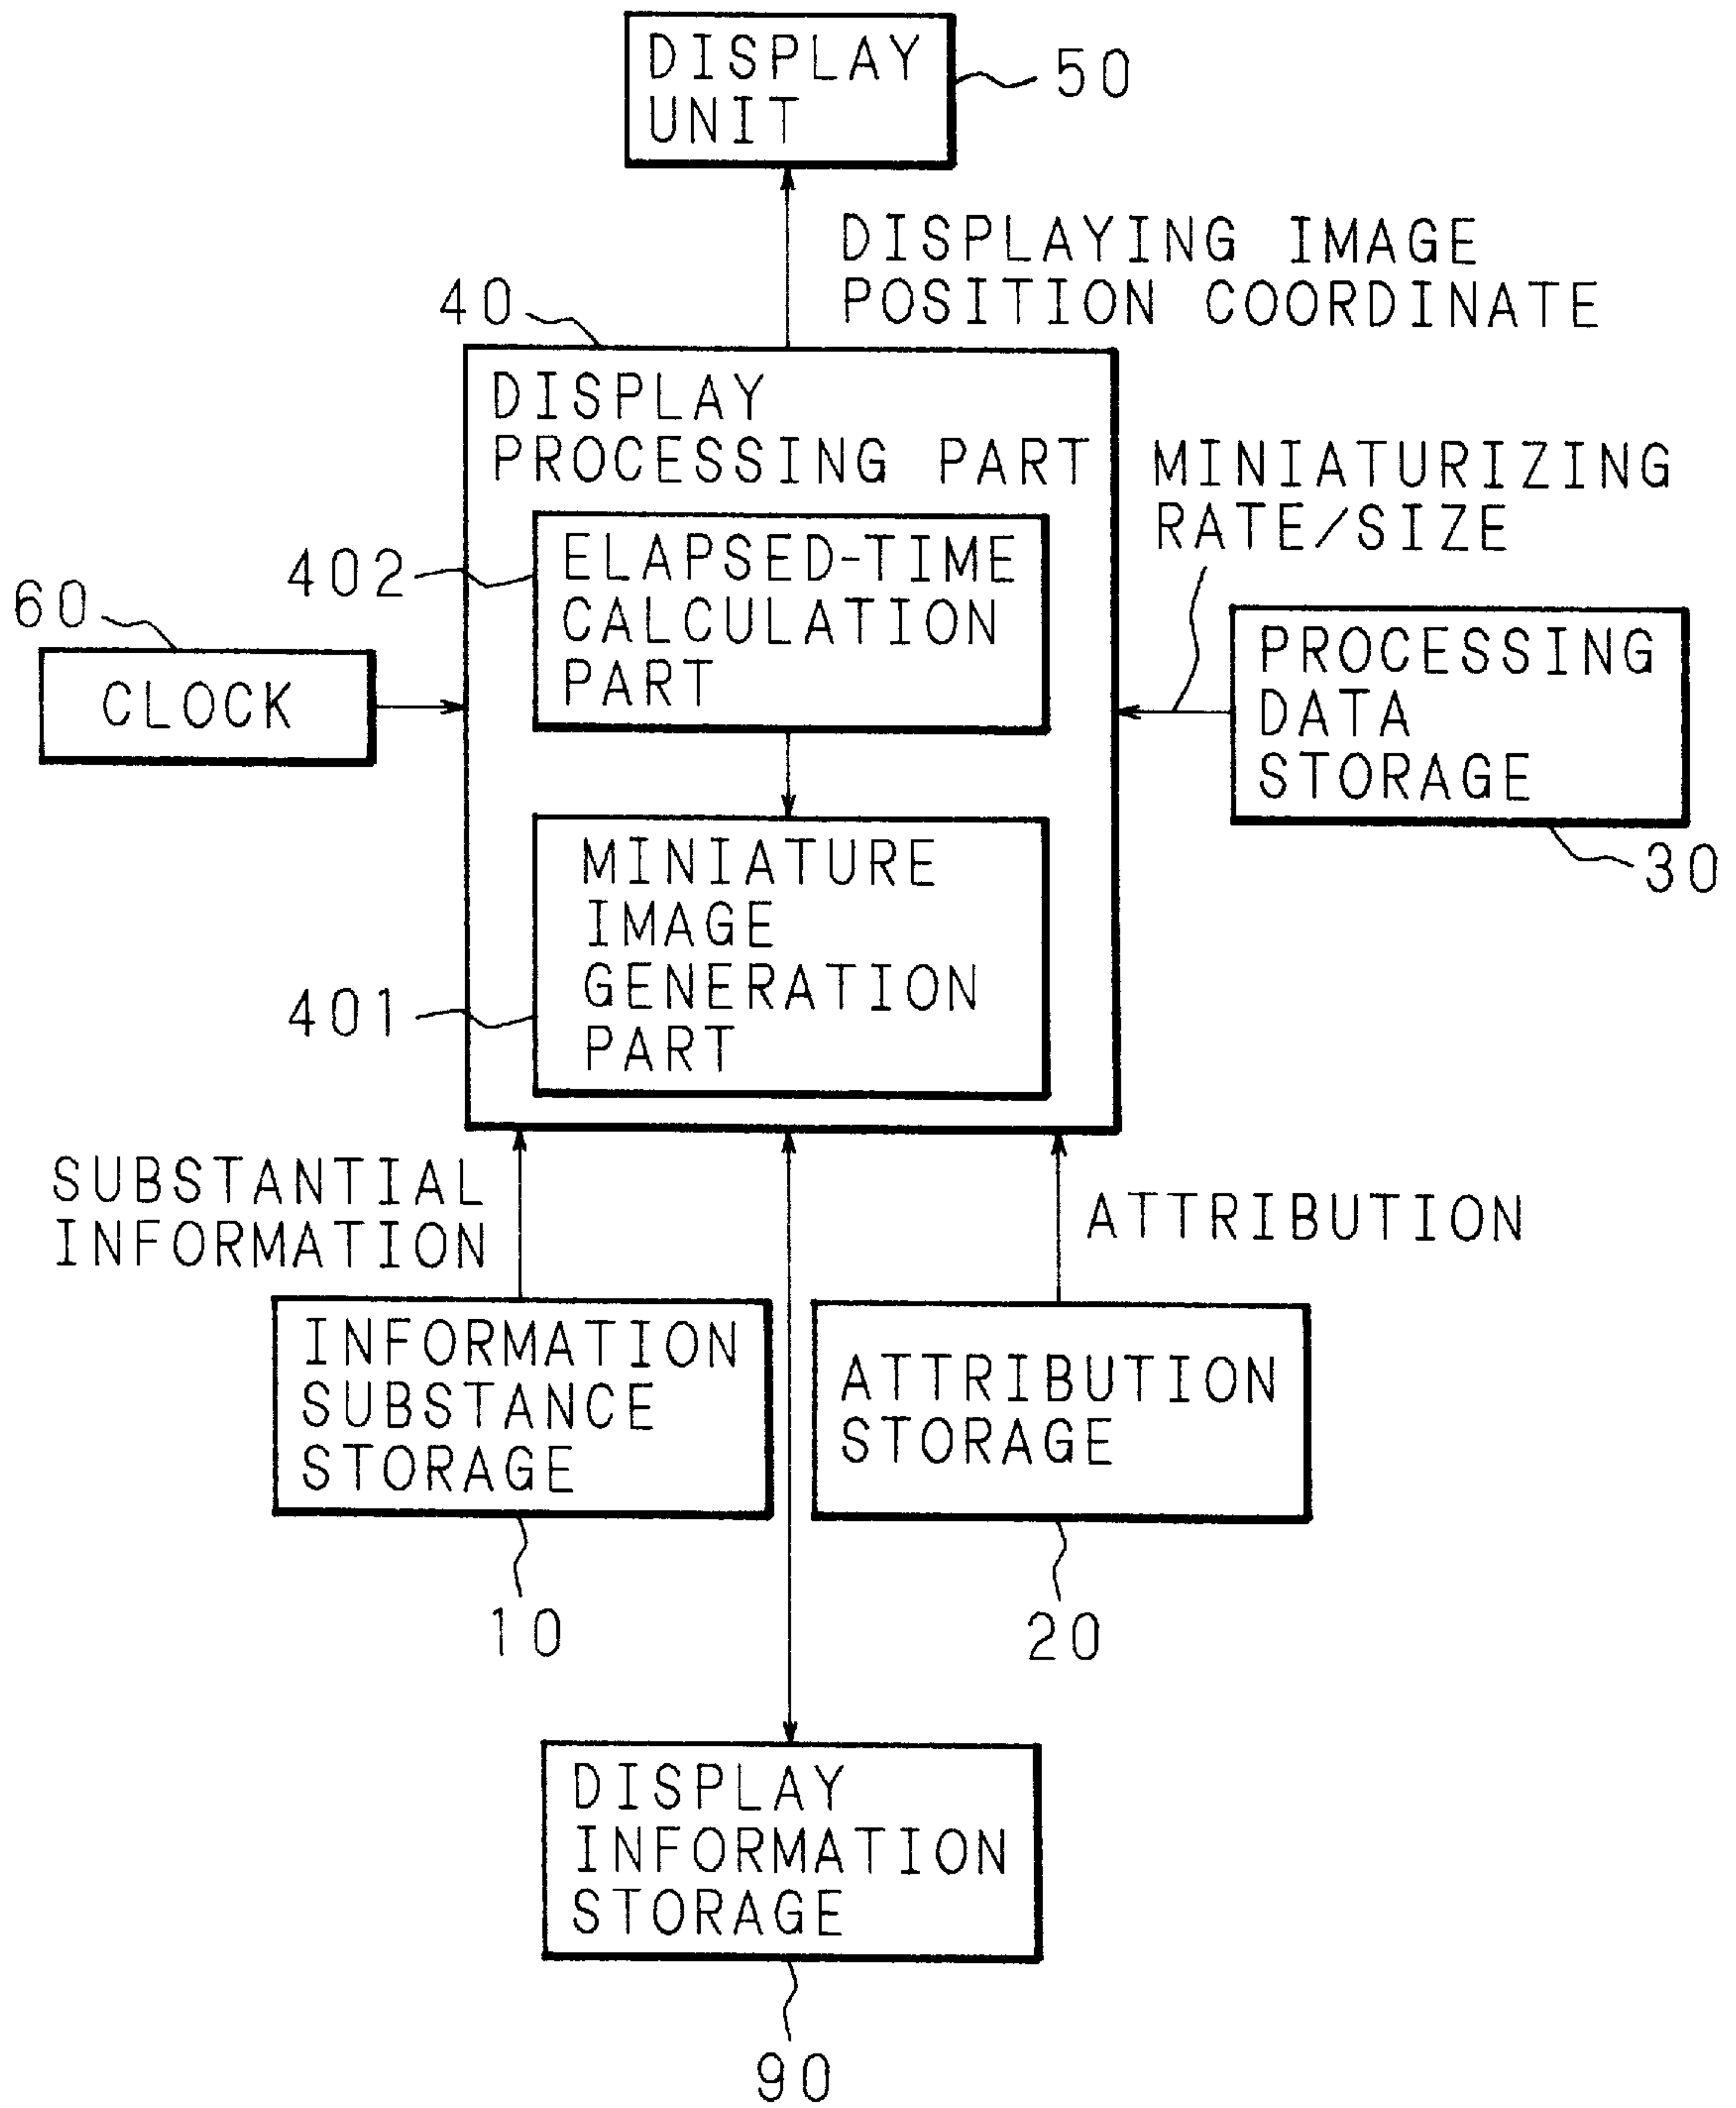 DISPLAY
UNIT
50
DISPLAYING IMAGE
POSITION COORDINATE
40
DISPLAY
PROCESSING PART
MINIATURIZING
RATE/SIZE
402
ELAPSED-TIME
CALCULATION
PART
60
CLOCK
PROCESSING
DATA
STORAGE
30
MINIATURE
IMAGE
GENERATION
PART
401
SUBSTANTIAL
INFORMATION
ATTRIBUTION
INFORMATION
SUBSTANCE
STORAGE
ATTRIBUTION
STORAGE
10
20
DISPLAY
INFORMATION
STORAGE
90